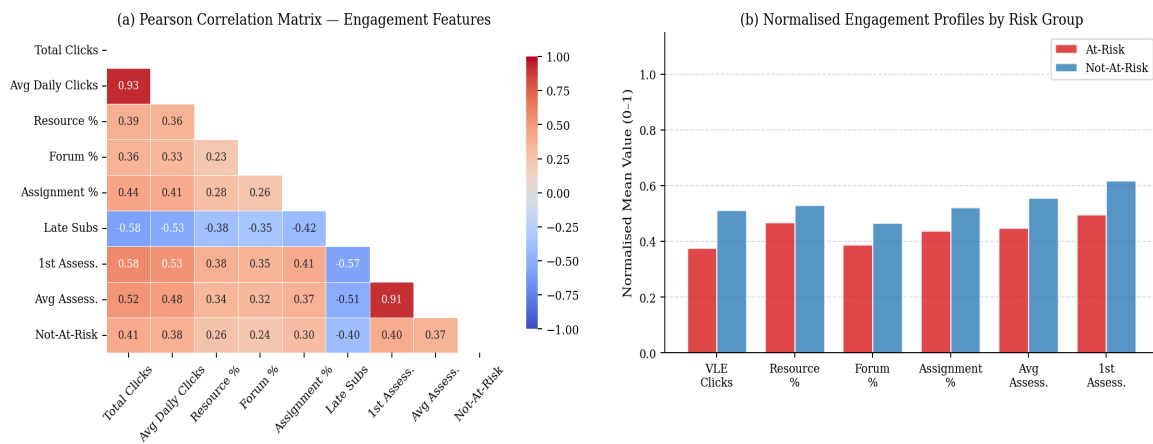 (a) Pearson Correlation Matrix — Engagement Features
Total Clicks
Avg Daily Clicks 0.93
Resource % 0.39 0.36
Forum % 0.36 0.33 0.23
Assignment % 0.44 0.41 0.28 0.26
Late Subs -0.58 -0.53 -0.38 -0.35 -0.42
1st Assess. 0.58 0.53 0.38 0.35 0.41 -0.57
Avg Assess. 0.52 0.48 0.34 0.32 0.37 -0.51 0.91
Not-At-Risk 0.41 0.38 0.26 0.24 0.30 -0.40 0.40 0.37
Total Clicks
Avg Daily Clicks
Resource %
Forum %
Assignment %
Late Subs
1st Assess.
Avg Assess.
Not-At-Risk
1.00
0.75
0.50
0.25
0.00
−0.25
−0.50
−0.75
−1.00
(b) Normalised Engagement Profiles by Risk Group
At-Risk
Not-At-Risk
Normalised Mean Value (0–1)
1.0
0.8
0.6
0.4
0.2
0.0
VLE
Clicks
Resource
%
Forum
%
Assignment
%
Avg
Assess.
1st
Assess.